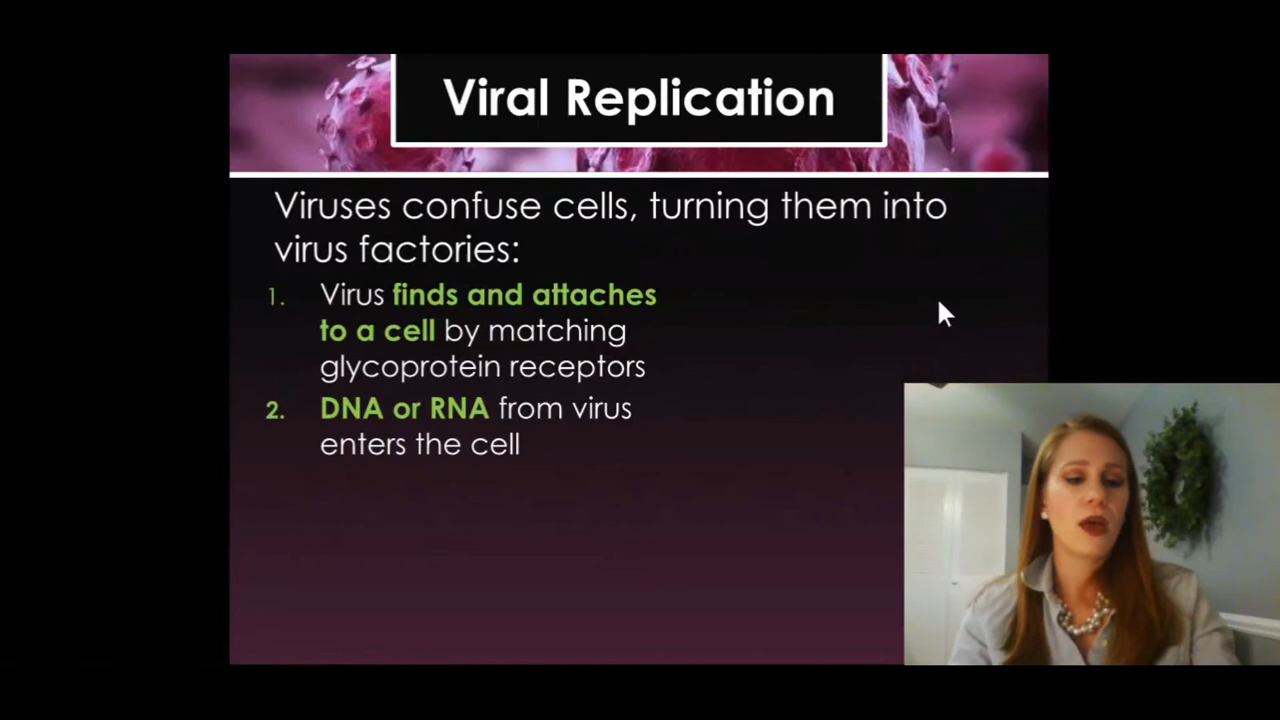 Viral Replication
Viruses confuse cells, turning them into
virus factories:
1. Virus finds and attaches
to a cell by matching
glycoprotein receptors
2. DNA or RNA from virus
enters the cell